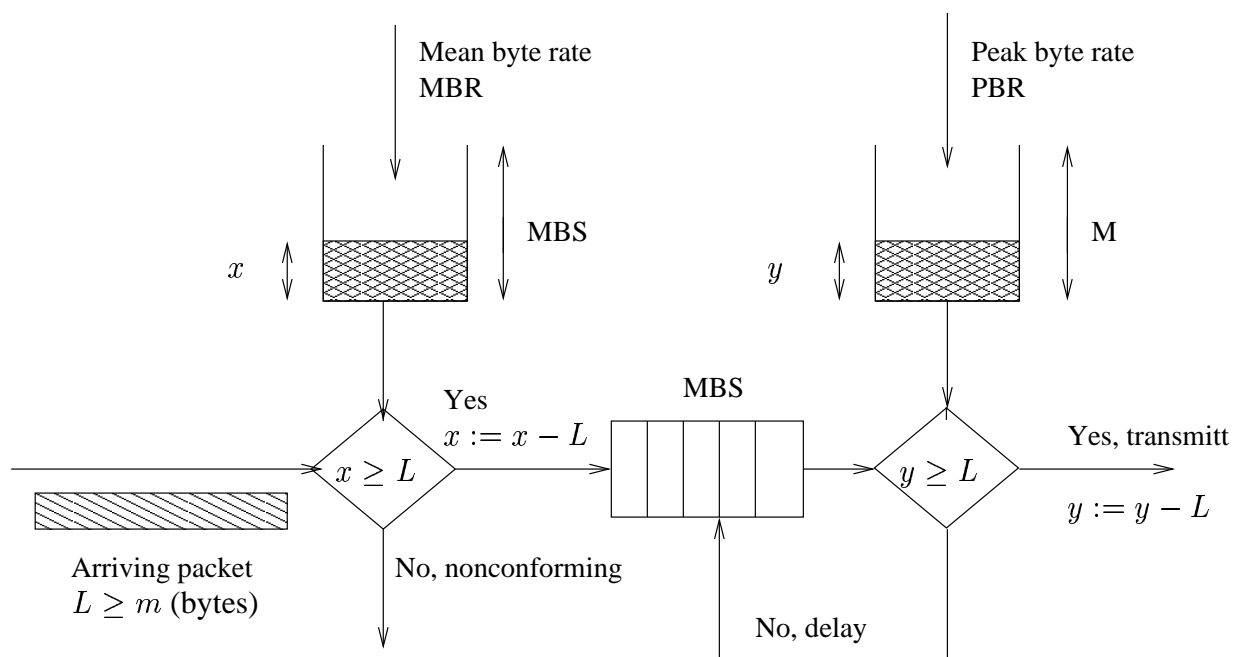 Mean byte rate
MBR
Peak byte rate
PBR
MBS
M
x
y
MBS
Yes
x := x − L
x ≥ L
y ≥ L
Yes, transmitt
y := y − L
Arriving packet
L ≥ m (bytes)
No, nonconforming
No, delay